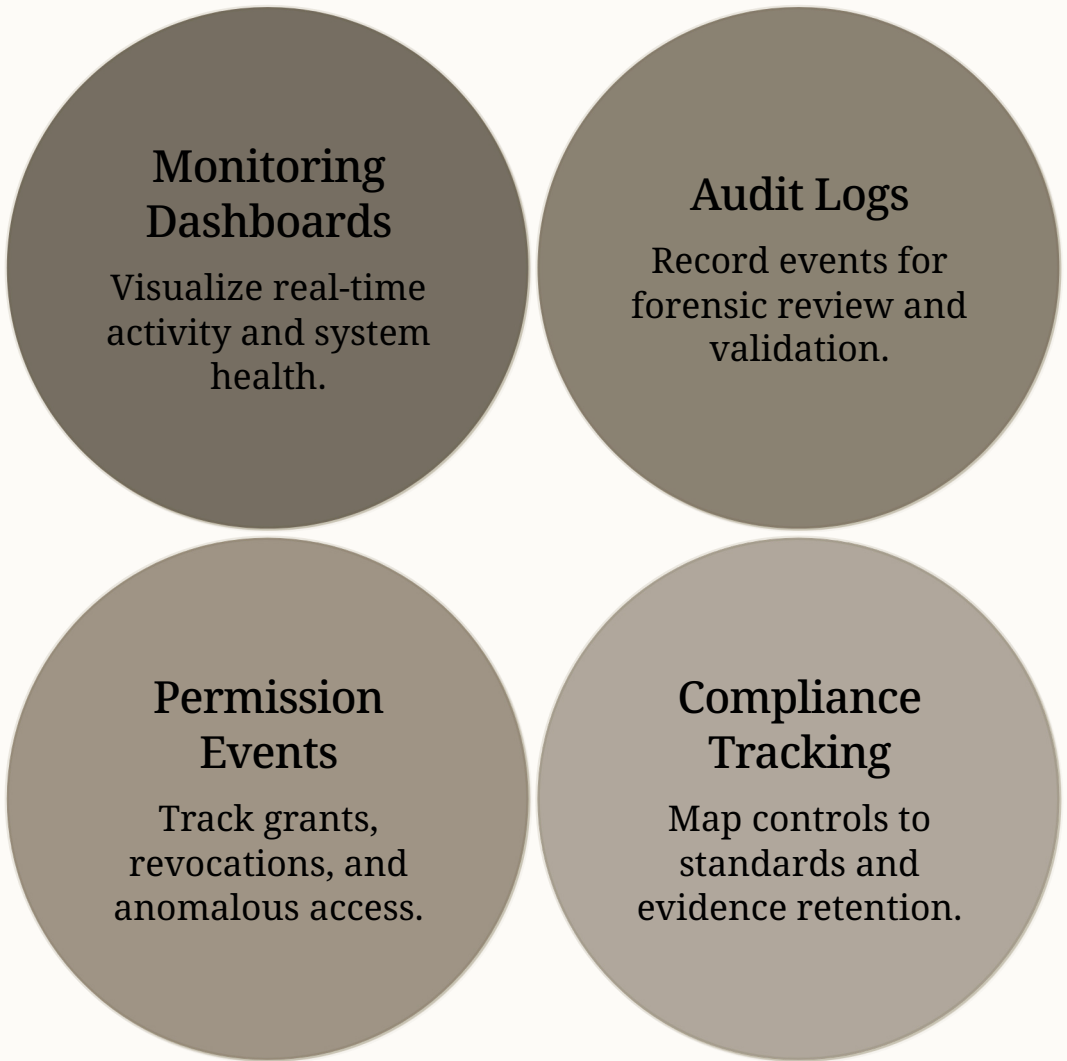 Monitoring
Dashboards
Visualize real-time
activity and system
health.
Audit Logs
Record events for
forensic review and
validation.
Permission
Events
Track grants,
revocations, and
anomalous access.
Compliance
Tracking
Map controls to
standards and
evidence retention.